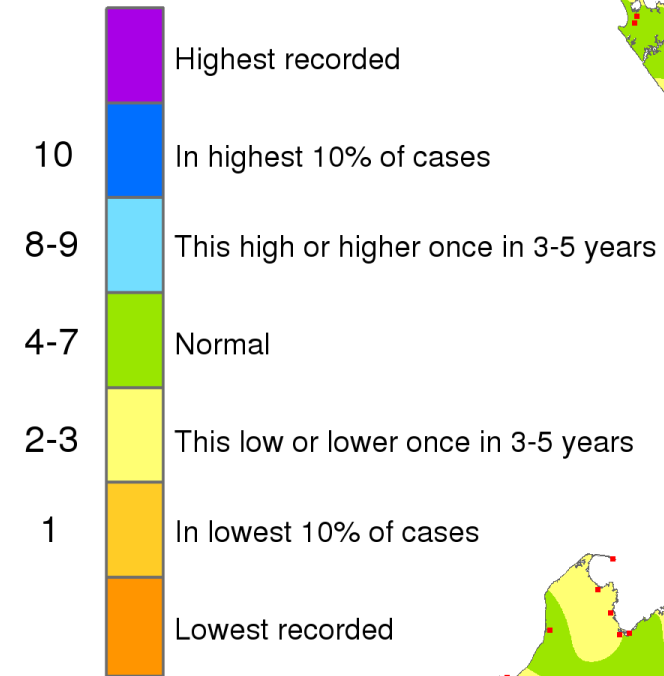 Highest recorded
10 In highest 10% of cases
8-9 This high or higher once in 3-5 years
4-7 Normal
2-3 This low or lower once in 3-5 years
1 In lowest 10% of cases
Lowest recorded